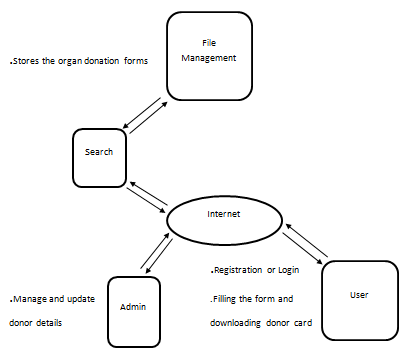 File
Management
.Stores the organ donation forms
Search
Internet
.Registration or Login
.Manage and update
donor details
Admin
.Filling the form and
downloading donor card
User